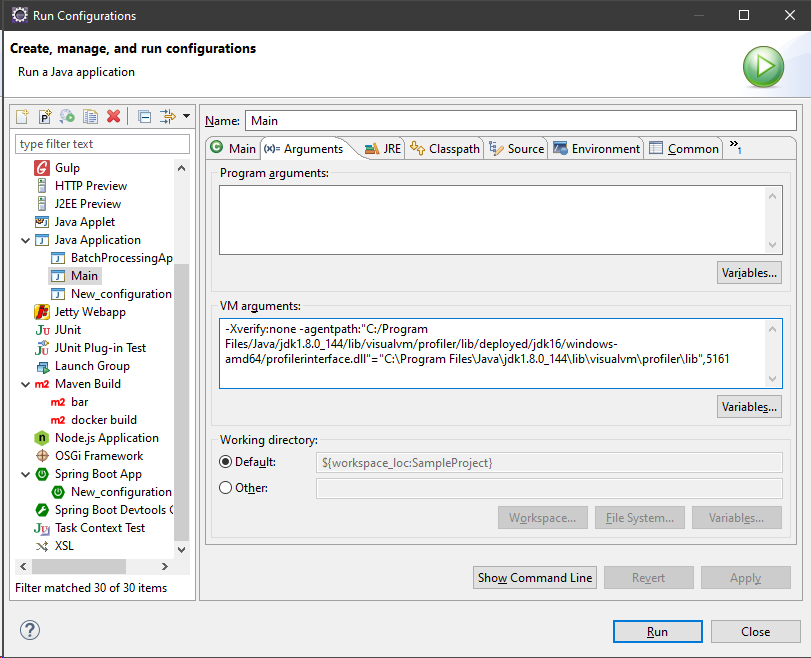 Run Configurations
Create, manage, and run configurations
Run a Java application
type filter text
Gulp
HTTP Preview
J2EE Preview
Java Applet
Java Application
BatchProcessingAp
Main
New_configuration
Jetty Webapp
JUnit
JUnit Plug-in Test
Launch Group
Maven Build
bar
docker build
Node.js Application
OSGi Framework
Spring Boot App
New_configuration
Spring Boot Devtools C
Task Context Test
XSL
Filter matched 30 of 30 items
Name: Main
Main (x)= Arguments JRE Classpath Source Environment Common »1
Program arguments:
Variables...
VM arguments:
-Xverify:none -agentpath:"C:/Program
Files/Java/jdk1.8.0_144/lib/visualvm/profiler/lib/deployed/jdk16/windows-
amd64/profilerinterface.dll"="C:\Program Files\Java\jdk1.8.0_144\lib\visualvm\profiler\lib",5161
Variables...
Working directory:
Default: ${workspace_loc:SampleProject}
Other:
Workspace... File System... Variables...
Show Command Line Revert Apply
Run Close